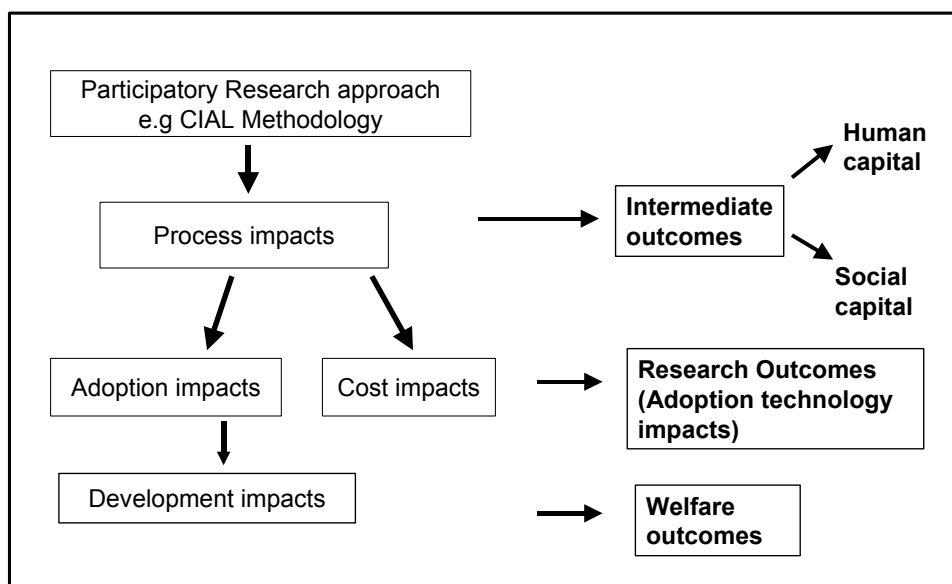 Participatory Research approach
e.g CIAL Methodology
Human
capital
Process impacts
Intermediate
outcomes
Social
capital
Adoption impacts
Cost impacts
Research Outcomes
(Adoption technology
impacts)
Development impacts
Welfare
outcomes